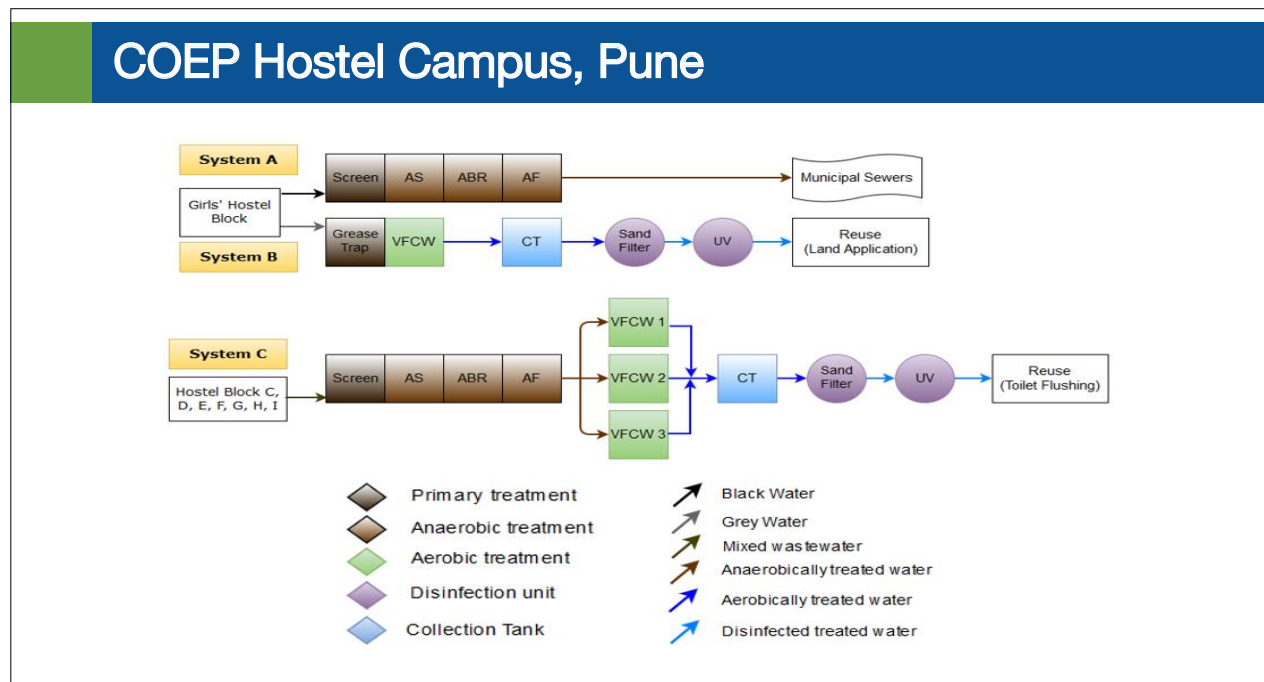 COEP Hostel Campus, Pune
System A
Girls' Hostel
Block
System B
Screen
AS
ABR
AF
Municipal Sewers
Grease
Trap
VFCW
CT
Sand
Filter
UV
Reuse
(Land Application)
System C
Hostel Block C,
D, E, F, G, H, I
Screen
AS
ABR
AF
VFCW 1
VFCW 2
VFCW 3
CT
Sand
Filter
UV
Reuse
(Toilet Flushing)
Primary treatment
Anaerobic treatment
Aerobic treatment
Disinfection unit
Collection Tank
Black Water
Grey Water
Mixed wastewater
Anaerobically treated water
Aerobically treated water
Disinfected treated water